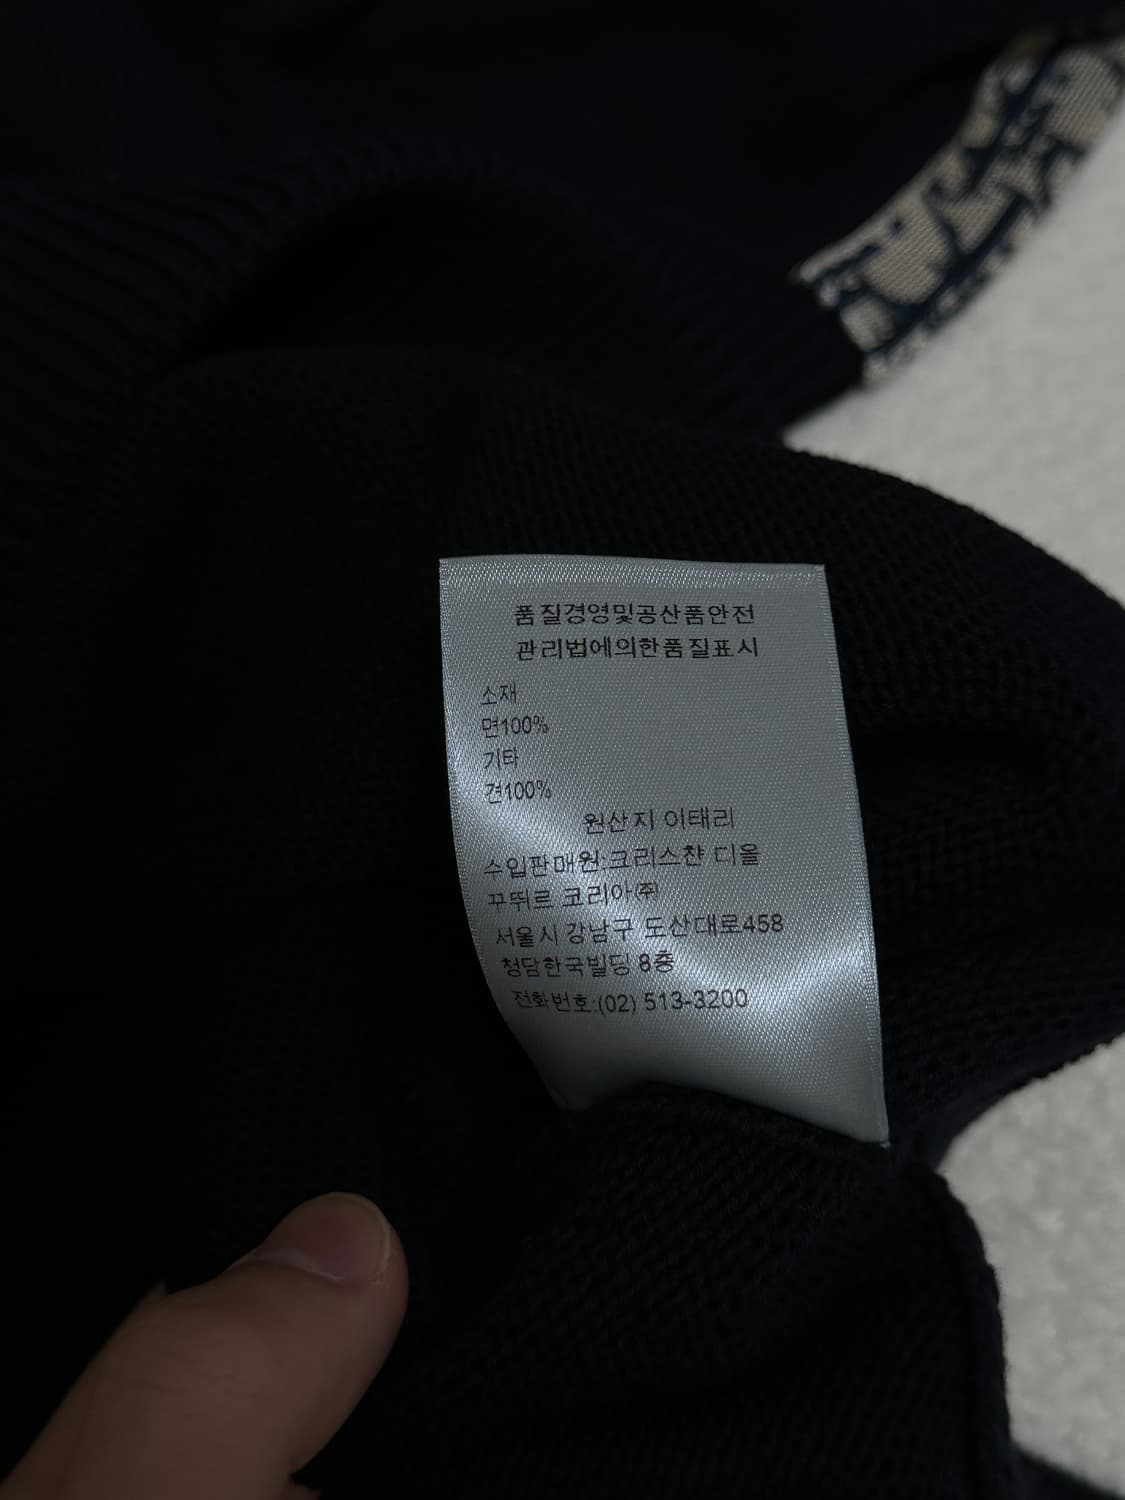 품질경영및공산품안전
관리법에의한품질표시
소재
면100%
기타
견100%
원산지 이태리
수입판매원:크리스챤 디올
꾸뛰르 코리아㈜
서울시 강남구 도산대로458
청담한국빌딩 8층
전화번호:(02) 513-3200